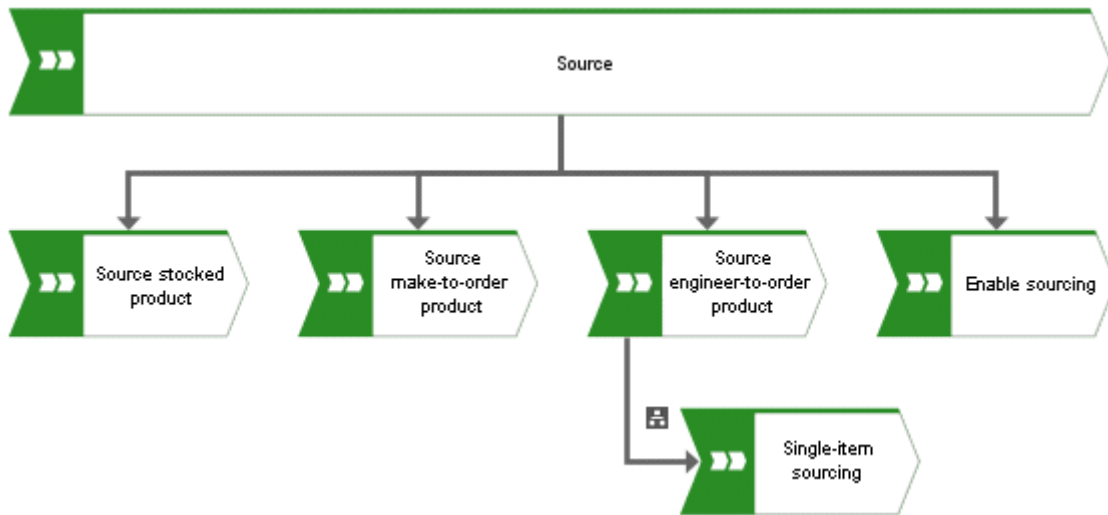 Source
Source stocked
product
Source
make-to-order
product
Source
engineer-to-order
product
Enable sourcing
Single-item
sourcing